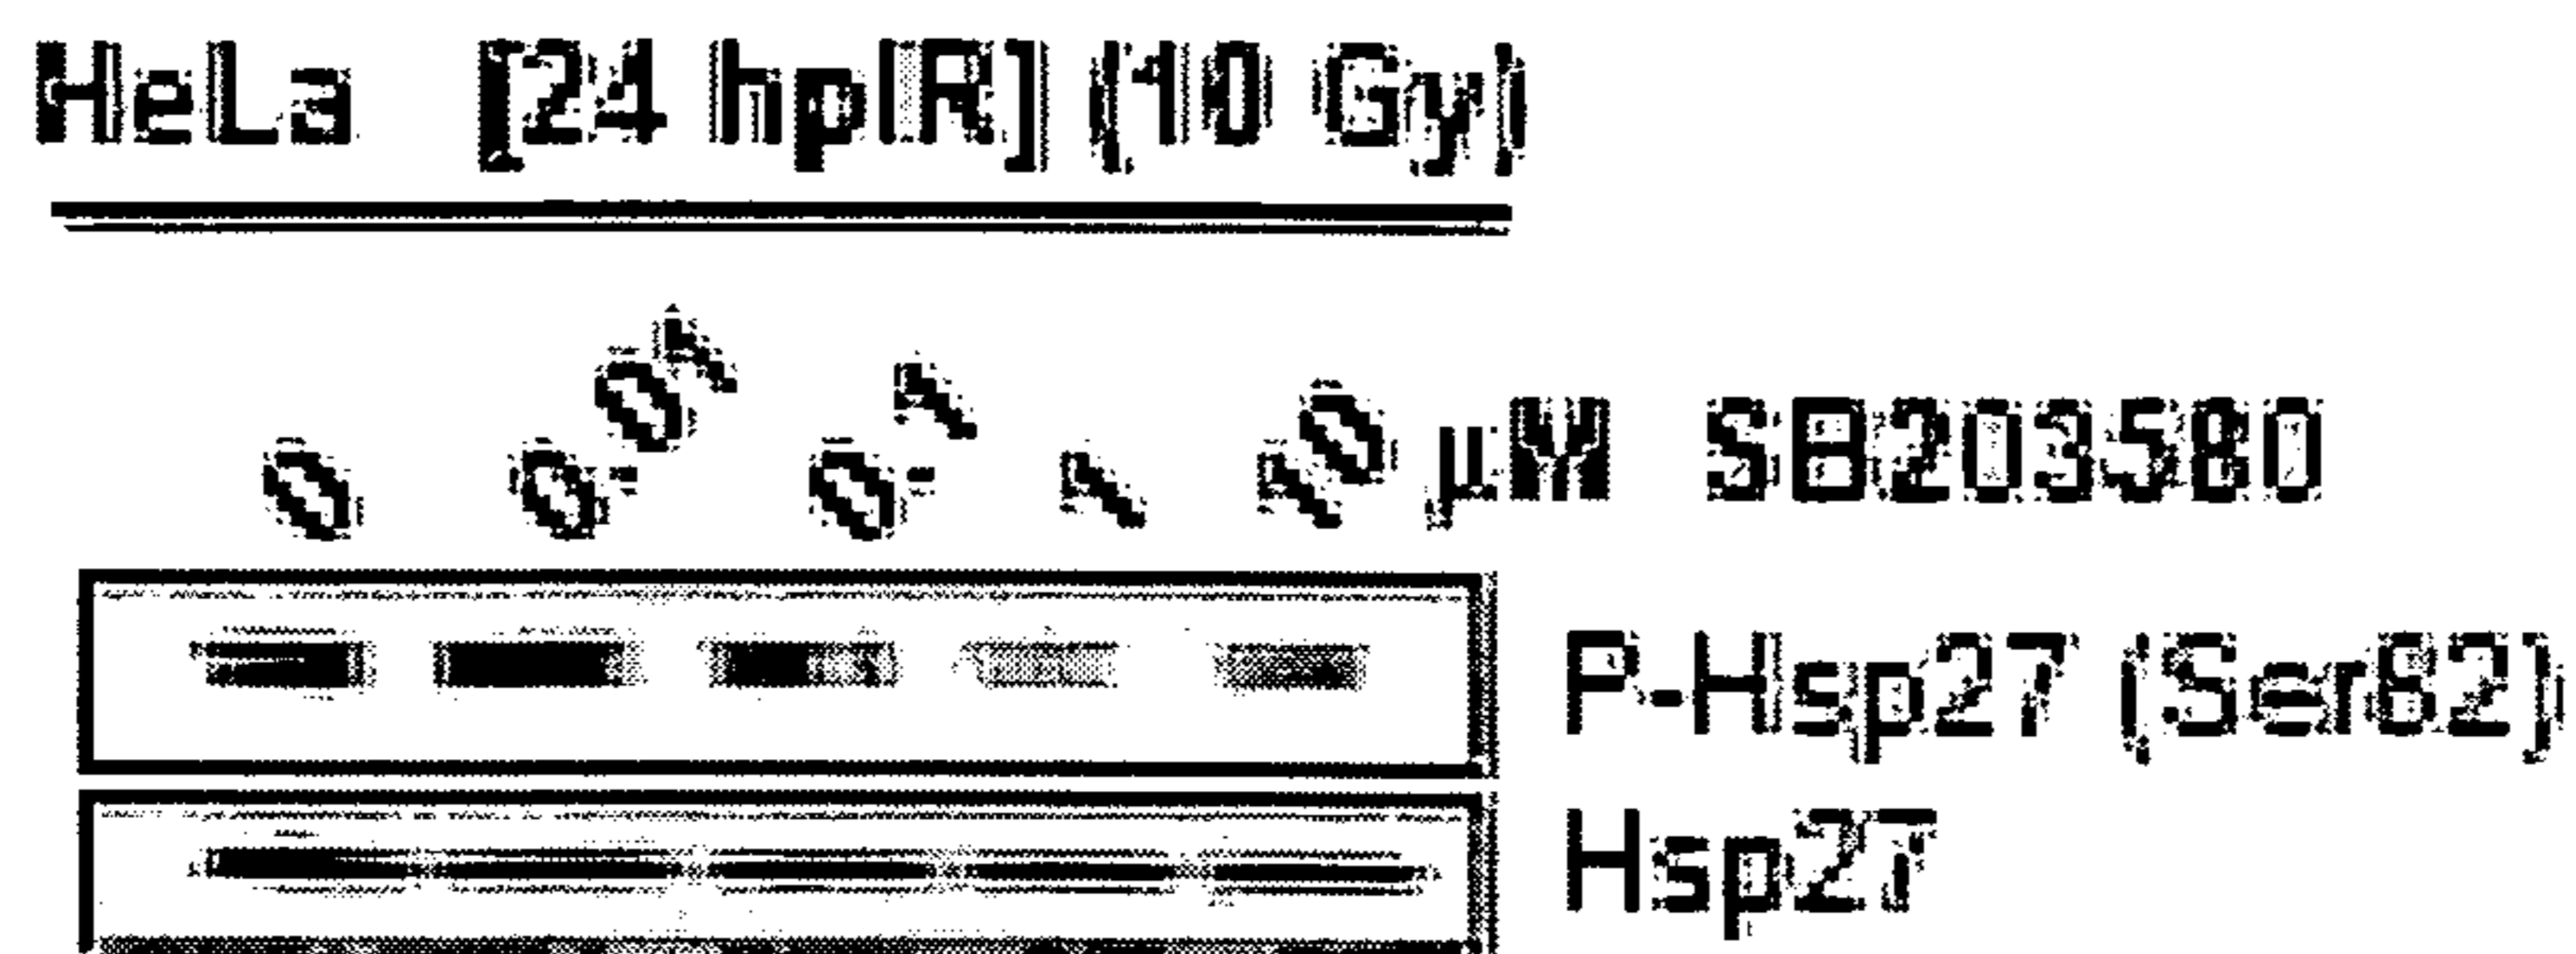 HeLa [24 hpIR] (10 Gy)
0 0.01 0.1 1 10 µM SB203580
P-Hsp27 (Ser82)
Hsp27